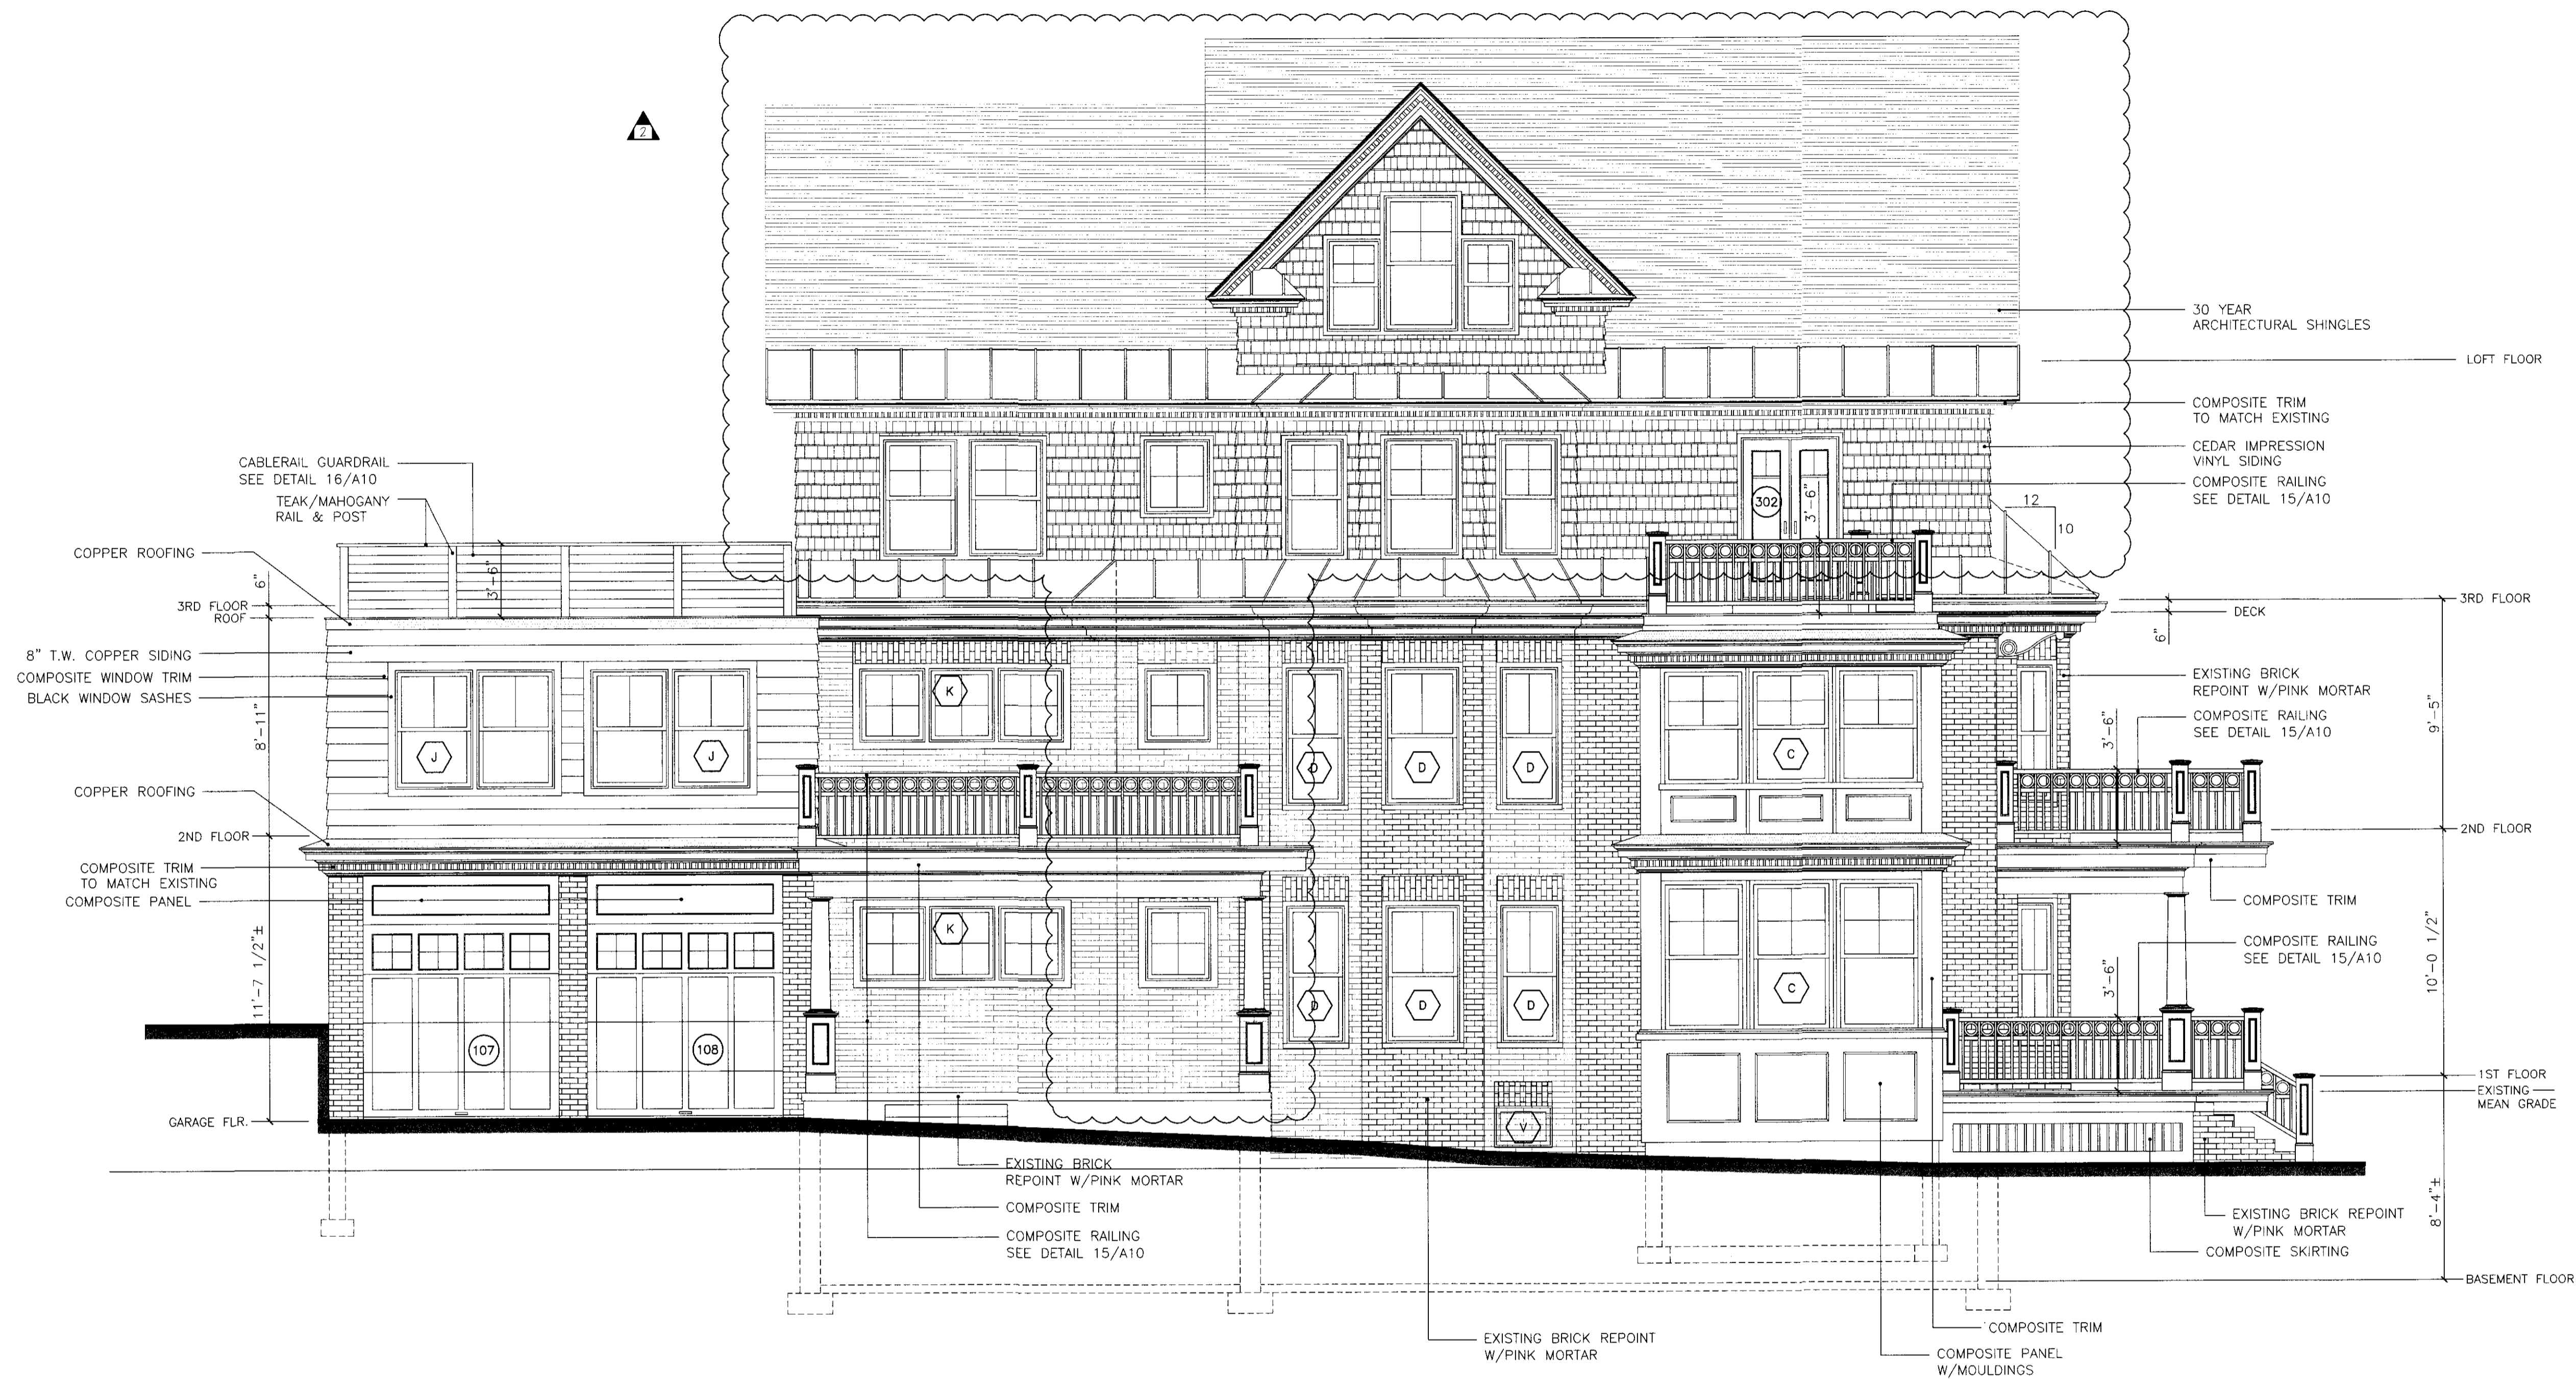 2
30 YEAR
ARCHITECTURAL SHINGLES
LOFT FLOOR
COMPOSITE TRIM
TO MATCH EXISTING
CEDAR IMPRESSION
VINYL SIDING
COMPOSITE RAILING
SEE DETAIL 15/A10
12
10
302
3'-6"
CABLERAIL GUARDRAIL
SEE DETAIL 16/A10
TEAK/MAHOGANY
RAIL & POST
COPPER ROOFING
6"
3'-6"
3RD FLOOR
ROOF
8" T.W. COPPER SIDING
COMPOSITE WINDOW TRIM
BLACK WINDOW SASHES
8'-11"
COPPER ROOFING
2ND FLOOR
COMPOSITE TRIM
TO MATCH EXISTING
COMPOSITE PANEL
11'-7 1/2"±
GARAGE FLR.
J
J
K
D
D
D
C
K
D
D
D
C
V
107
108
3RD FLOOR
DECK
6"
EXISTING BRICK
REPOINT W/PINK MORTAR
COMPOSITE RAILING
SEE DETAIL 15/A10
3'-6"
9'-5"
2ND FLOOR
COMPOSITE TRIM
COMPOSITE RAILING
SEE DETAIL 15/A10
3'-6"
10'-0 1/2"
1ST FLOOR
EXISTING
MEAN GRADE
8'-4"±
EXISTING BRICK REPOINT
W/PINK MORTAR
COMPOSITE SKIRTING
BASEMENT FLOOR
EXISTING BRICK
REPOINT W/PINK MORTAR
COMPOSITE TRIM
COMPOSITE RAILING
SEE DETAIL 15/A10
EXISTING BRICK REPOINT
W/PINK MORTAR
COMPOSITE TRIM
COMPOSITE PANEL
W/MOULDINGS